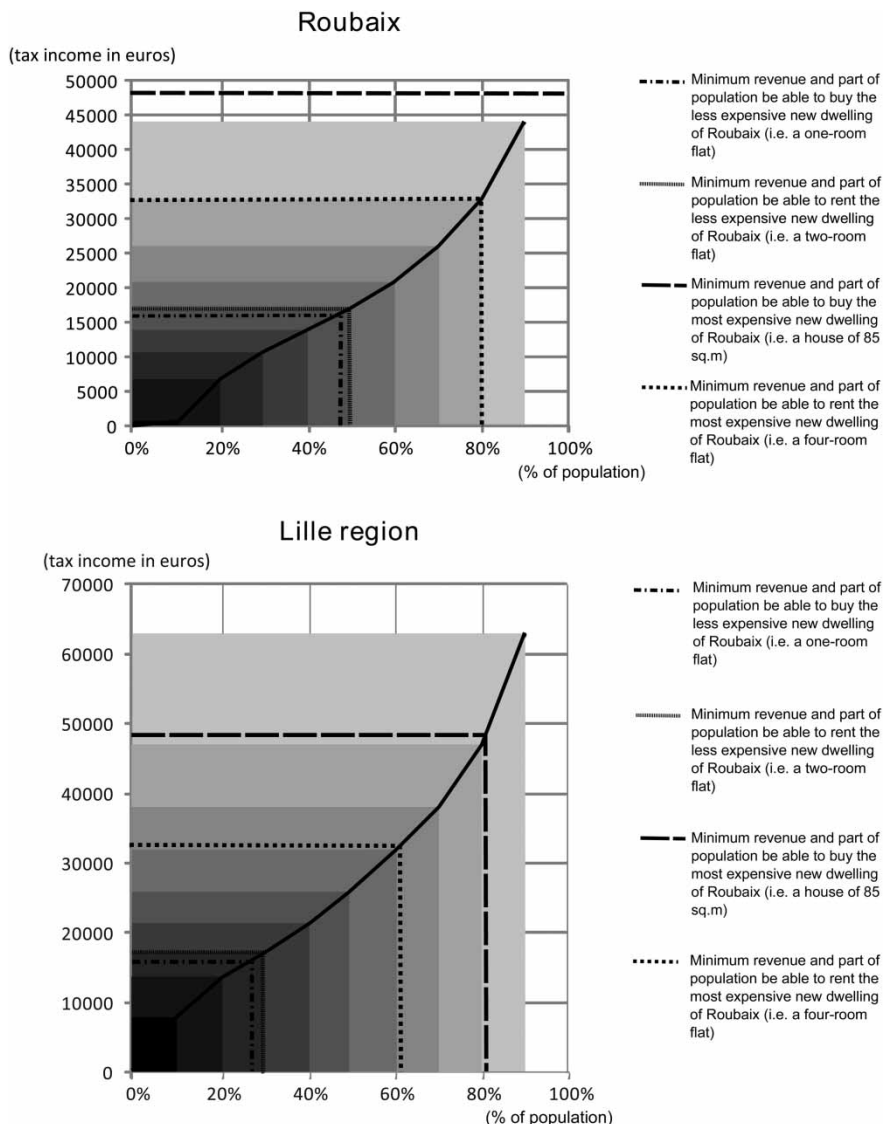 Roubaix
(tax income in euros)
50000
45000
40000
35000
30000
25000
20000
15000
10000
5000
0
0%
20%
40%
60%
80%
100%
(% of population)
Minimum revenue and part of
population be able to buy the
less expensive new dwelling
of Roubaix (i.e. a one-room
flat)
Minimum revenue and part of
population be able to rent the
less expensive new dwelling
of Roubaix (i.e. a two-room
flat)
Minimum revenue and part of
population be able to buy the
most expensive new dwelling
of Roubaix (i.e. a house of 85
sq.m)
Minimum revenue and part of
population be able to rent the
most expensive new dwelling
of Roubaix (i.e. a four-room
flat)
Lille region
(tax income in euros)
70000
60000
50000
40000
30000
20000
10000
0
0%
20%
40%
60%
80%
100%
(% of population)
Minimum revenue and part of
population be able to buy the
less expensive new dwelling
of Roubaix (i.e. a one-room
flat)
Minimum revenue and part of
population be able to rent the
less expensive new dwelling
of Roubaix (i.e. a two-room
flat)
Minimum revenue and part of
population be able to buy the
most expensive new dwelling
of Roubaix (i.e. a house of 85
sq.m)
Minimum revenue and part of
population be able to rent the
most expensive new dwelling
of Roubaix (i.e. a four-room
flat)